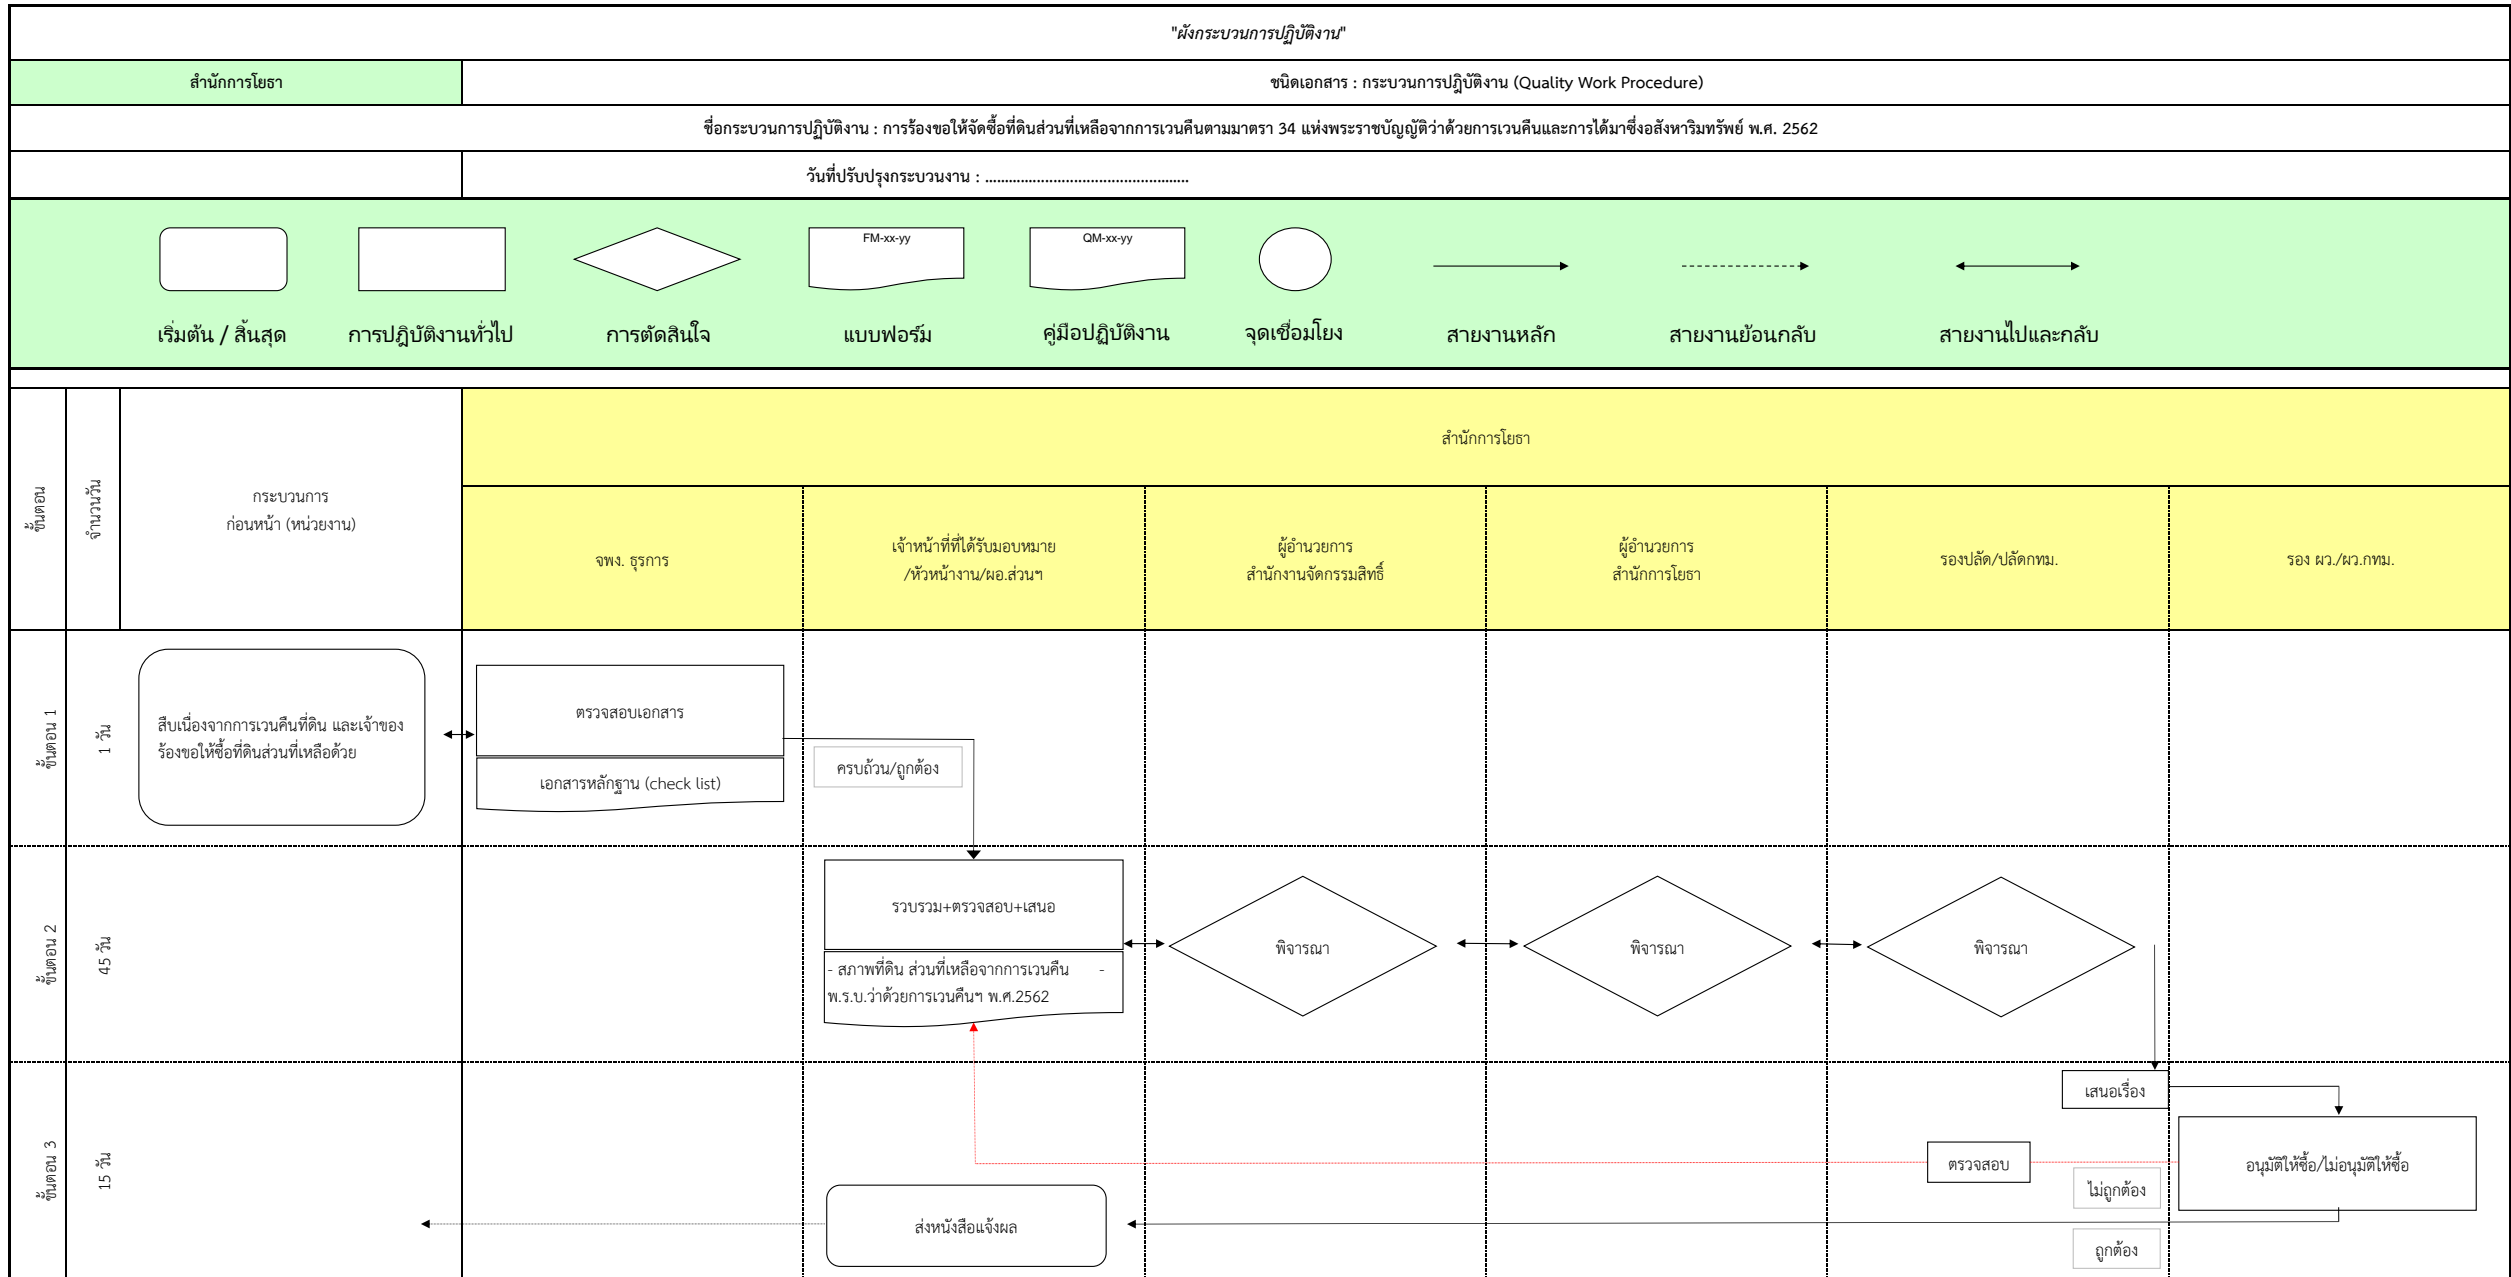 "ผังกระบวนการปฏิบัติงาน"
สำนักการโยธา
ชนิดเอกสาร : กระบวนการปฎิบัติงาน (Quality Work Procedure)
ชื่อกระบวนการปฏิบัติงาน : การร้องขอให้จัดซื้อที่ดินส่วนที่เหลือจากการเวนคืนตามมาตรา 34 แห่งพระราชบัญญัติว่าด้วยการเวนคืนและการได้มาซึ่งอสังหาริมทรัพย์ พ.ศ. 2562
วันที่ปรับปรุงกระบวนงาน : ...................................................
FM-xx-yy
QM-xx-yy
เริ่มต้น / สิ้นสุด
การปฎิบัติงานทั่วไป
การตัดสินใจ
แบบฟอร์ม
คู่มือปฏิบัติงาน
จุดเชื่อมโยง
สายงานหลัก
สายงานย้อนกลับ
สายงานไปและกลับ
ขั้นตอน
จำนวนวัน
กระบวนการ
ก่อนหน้า (หน่วยงาน)
สำนักการโยธา
จพง. ธุรการ
เจ้าหน้าที่ที่ได้รับมอบหมาย
/หัวหน้างาน/ผอ.ส่วนฯ
ผู้อำนวยการ
สำนักงานจัดกรรมสิทธิ์
ผู้อำนวยการ
สำนักการโยธา
รองปลัด/ปลัดกทม.
รอง ผว./ผว.กทม.
ขั้นตอน 1
1 วัน
สืบเนื่องจากการเวนคืนที่ดิน และเจ้าของ
ร้องขอให้ซื้อที่ดินส่วนที่เหลือด้วย
ตรวจสอบเอกสาร
เอกสารหลักฐาน (check list)
ครบถ้วน/ถูกต้อง
ขั้นตอน 2
45 วัน
รวบรวม+ตรวจสอบ+เสนอ
- สภาพที่ดิน ส่วนที่เหลือจากการเวนคืน -
พ.ร.บ.ว่าด้วยการเวนคืนฯ พ.ศ.2562
พิจารณา
พิจารณา
พิจารณา
ขั้นตอน 3
15 วัน
เสนอเรื่อง
ตรวจสอบ
อนุมัติให้ซื้อ/ไม่อนุมัติให้ซื้อ
ไม่ถูกต้อง
ส่งหนังสือแจ้งผล
ถูกต้อง